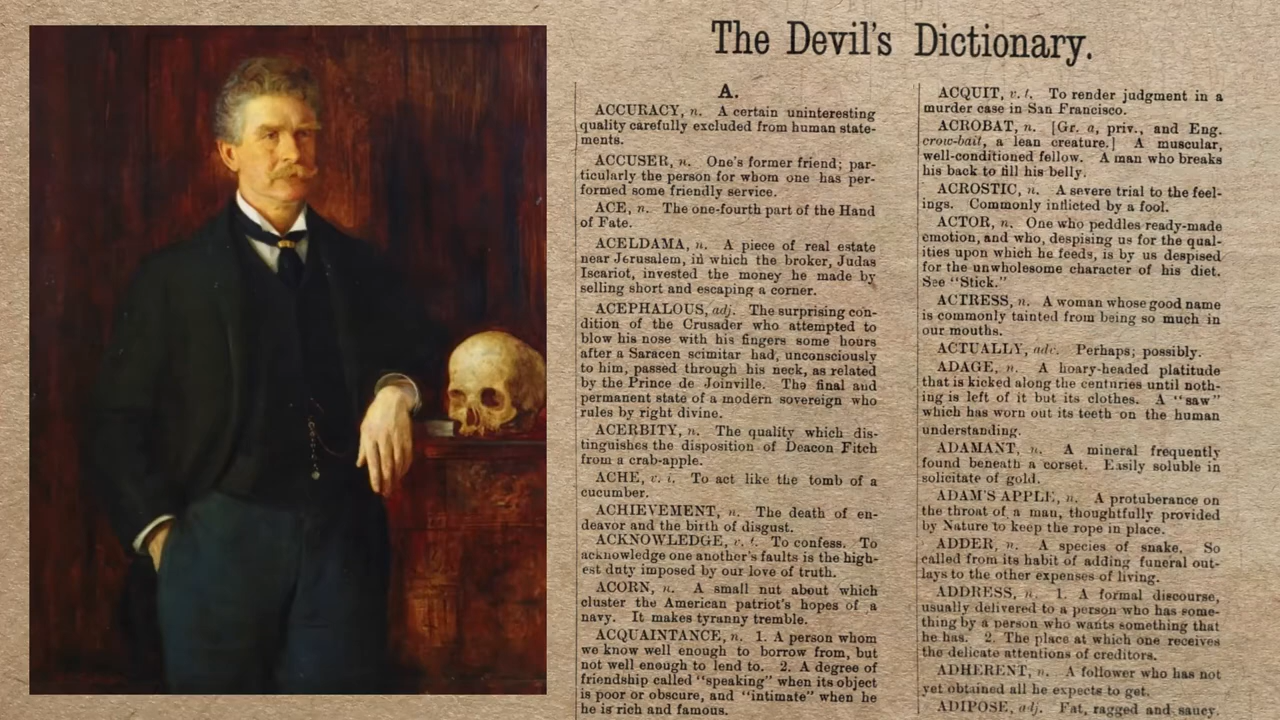 The Devil's Dictionary.
A.
ACCURACY, n. A certain uninteresting
quality carefully excluded from human state-
ments.
ACCUSER, n. One's former friend; par-
ticularly the person for whom one has per-
formed some friendly service.
ACE, n. The one-fourth part of the Hand
of Fate.
ACELDAMA, n. A piece of real estate
near Jerusalem, in which the broker, Judas
Iscariot, invested the money he made by
selling short and escaping a corner.
ACEPHALOUS, adj. The surprising con-
dition of the Crusader who attempted to
blow his nose with his fingers some hours
after a Saracen scimitar had, unconsciously
to him, passed through his neck, as related
by the Prince de Joinville. The final and
permanent state of a modern sovereign who
rules by right divine.
ACERBITY, n. The quality which dis-
tinguishes the disposition of Deacon Fitch
from a crab-apple.
ACHE, v. i. To act like the tomb of a
cucumber.
ACHIEVEMENT, n. The death of en-
deavor and the birth of disgust.
ACKNOWLEDGE, v. t. To confess. To
acknowledge one another's faults is the high-
est duty imposed by our love of truth.
ACORN, n. A small nut about which
cluster the American patriot's hopes of a
navy. It makes tyranny tremble.
ACQUAINTANCE, n. 1. A person whom
we know well enough to borrow from, but
not well enough to lend to. 2. A degree of
friendship called "speaking" when its object
is poor or obscure, and "intimate" when he
he is rich and famous.
ACQUIT, v. t. To render judgment in a
murder case in San Francisco.
ACROBAT, n. [Gr. a, priv., and Eng.
crow-bait, a lean creature.] A muscular,
well-conditioned fellow. A man who breaks
his back to fill his belly.
ACROSTIC, n. A severe trial to the feel-
ings. Commonly inflicted by a fool.
ACTOR, n. One who peddles ready-made
emotion, and who, despising us for the qual-
ities upon which he feeds, is by us despised
for the unwholesome character of his diet.
See "Stick."
ACTRESS, n. A woman whose good name
is commonly tainted from being so much in
our mouths.
ACTUALLY, adv. Perhaps; possibly.
ADAGE, n. A hoary-headed platitude
that is kicked along the centuries until noth-
ing is left of it but its clothes. A "saw"
which has worn out its teeth on the human
understanding.
ADAMANT, n. A mineral frequently
found beneath a corset. Easily soluble in
solicitate of gold.
ADAM'S APPLE, n. A protuberance on
the throat of a man, thoughtfully provided
by Nature to keep the rope in place.
ADDER, n. A species of snake. So
called from its habit of adding funeral out-
lays to the other expenses of living.
ADDRESS, n. 1. A formal discourse,
usually delivered to a person who has some-
thing by a person who wants something that
he has. 2. The place at which one receives
the delicate attentions of creditors.
ADHERENT, n. A follower who has not
yet obtained all he expects to get.
ADIPOSE, adj. Fat, ragged and saucy.